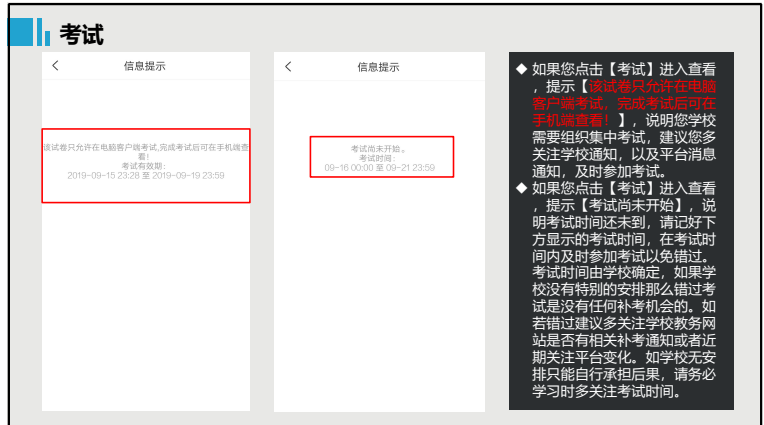 考试
信息提示
该试卷只允许在电脑客户端考试,完成考试后可在手机端查
看!
考试有效期:
2019-09-15 23:28 至 2019-09-19 23:59
信息提示
考试尚未开始。
考试时间:
09-16 00:00 至 09-21 23:59
◆ 如果您点击【考试】进入查看
,提示【该试卷只允许在电脑
客户端考试,完成考试后可在
手机端查看!】,说明您学校
需要组织集中考试,建议您多
关注学校通知,以及平台消息
通知,及时参加考试。
◆ 如果您点击【考试】进入查看
,提示【考试尚未开始】,说
明考试时间还未到,请记好下
方显示的考试时间,在考试时
间内及时参加考试以免错过。
考试时间由学校确定,如果学
校没有特别的安排那么错过考
试是没有任何补考机会的。如
若错过建议多关注学校教务网
站是否有相关补考通知或者近
期关注平台变化。如学校无安
排只能自行承担后果,请务必
学习时多关注考试时间。